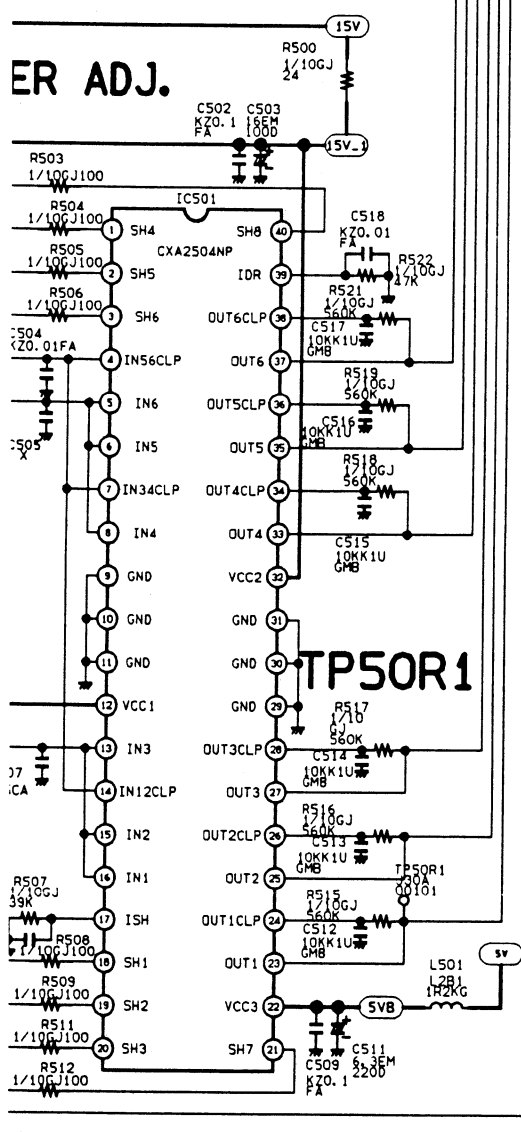 15V
R500
1/10GJ
24
ER ADJ.
C502
KZ0.1
FA
C503
16EM
100D
15V_1
R503
1/10GJ100
R504
1/10GJ100
R505
1/10GJ100
R506
1/10GJ100
C504
KZ0.01FA
C505
X
07
CA
IC501
CXA2504NP
1 SH4
2 SH5
3 SH6
4 IN56CLP
5 IN6
6 IN5
7 IN34CLP
8 IN4
9 GND
10 GND
11 GND
12 VCC1
13 IN3
14 IN12CLP
15 IN2
16 IN1
17 ISH
18 SH1
19 SH2
20 SH3
SH8 40
IDR 39
OUT6CLP 38
OUT6 37
OUT5CLP 36
OUT5 35
OUT4CLP 34
OUT4 33
VCC2 32
GND 31
GND 30
GND 29
OUT3CLP 28
OUT3 27
OUT2CLP 26
OUT2 25
OUT1CLP 24
OUT1 23
VCC3 22
SH7 21
C518
KZ0.01
FA
R522
1/10GJ
47K
R521
1/10GJ
560K
C517
10KK1U
GMB
R519
1/10GJ
560K
C516
10KK1U
GMB
R518
1/10GJ
560K
C515
10KK1U
GMB
TP50R1
R517
1/10
GJ
560K
C514
10KK1U
GMB
R516
1/10GJ
560K
C513
10KK1U
GMB
TP50R1
00101
R515
1/10GJ
560K
C512
10KK1U
GMB
R507
1/10GJ
39K
R508
1/10GJ100
R509
1/10GJ100
R511
1/10GJ100
R512
1/10GJ100
5VB
L501
L2B1
1R2KG
5V
C509
KZ0.1
FA
C511
6.3EM
220D